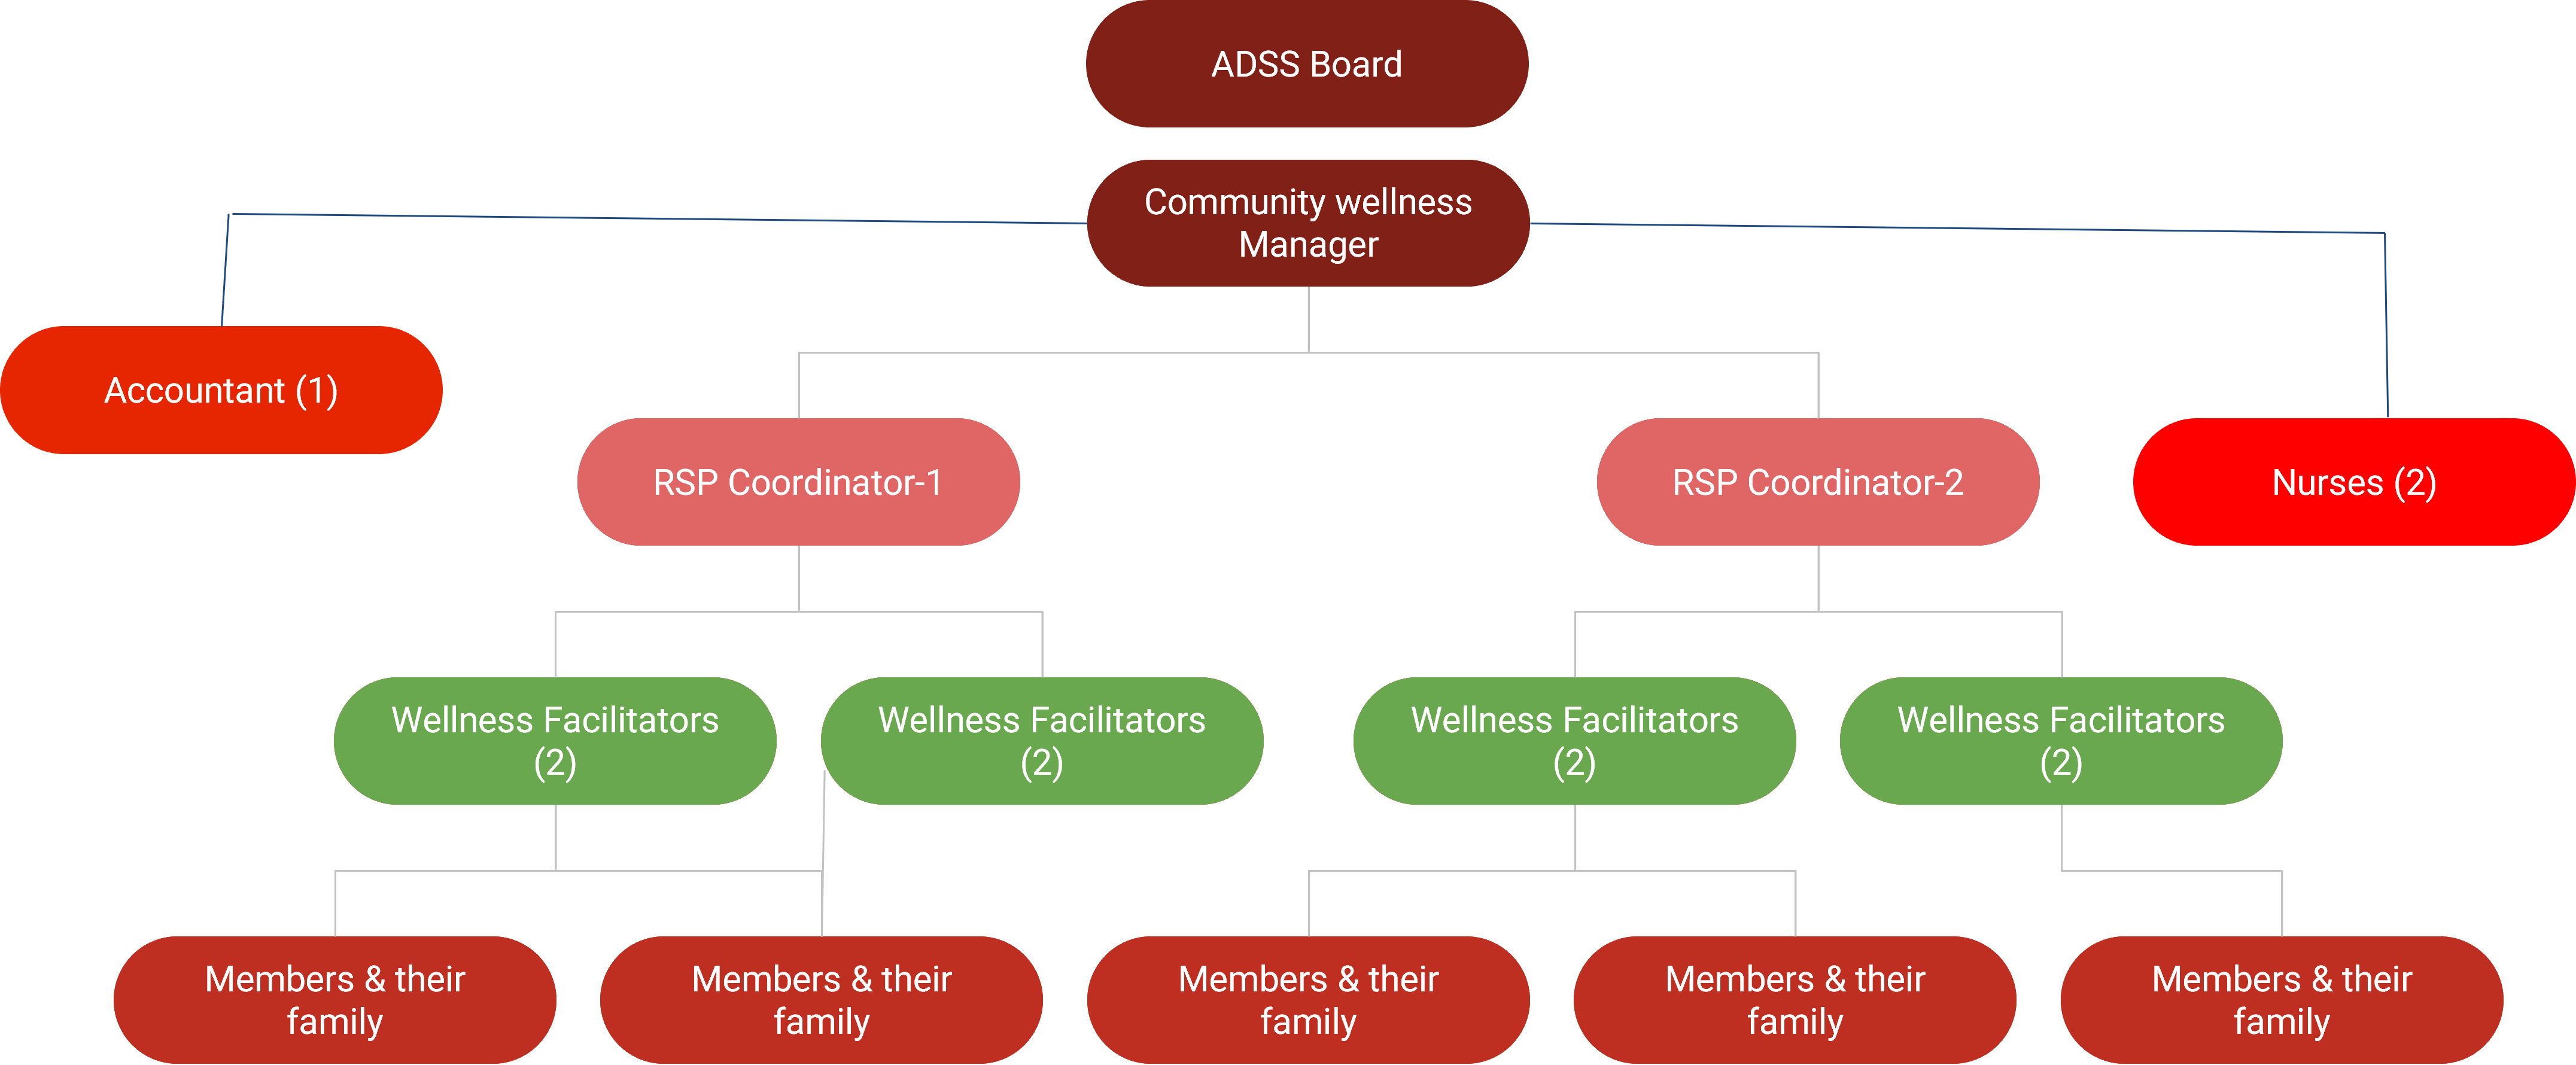 ADSS Board
Community wellness
Manager
Accountant (1)
RSP Coordinator-1
RSP Coordinator-2
Nurses (2)
Wellness Facilitators
(2)
Wellness Facilitators
(2)
Wellness Facilitators
(2)
Wellness Facilitators
(2)
Members & their
family
Members & their
family
Members & their
family
Members & their
family
Members & their
family